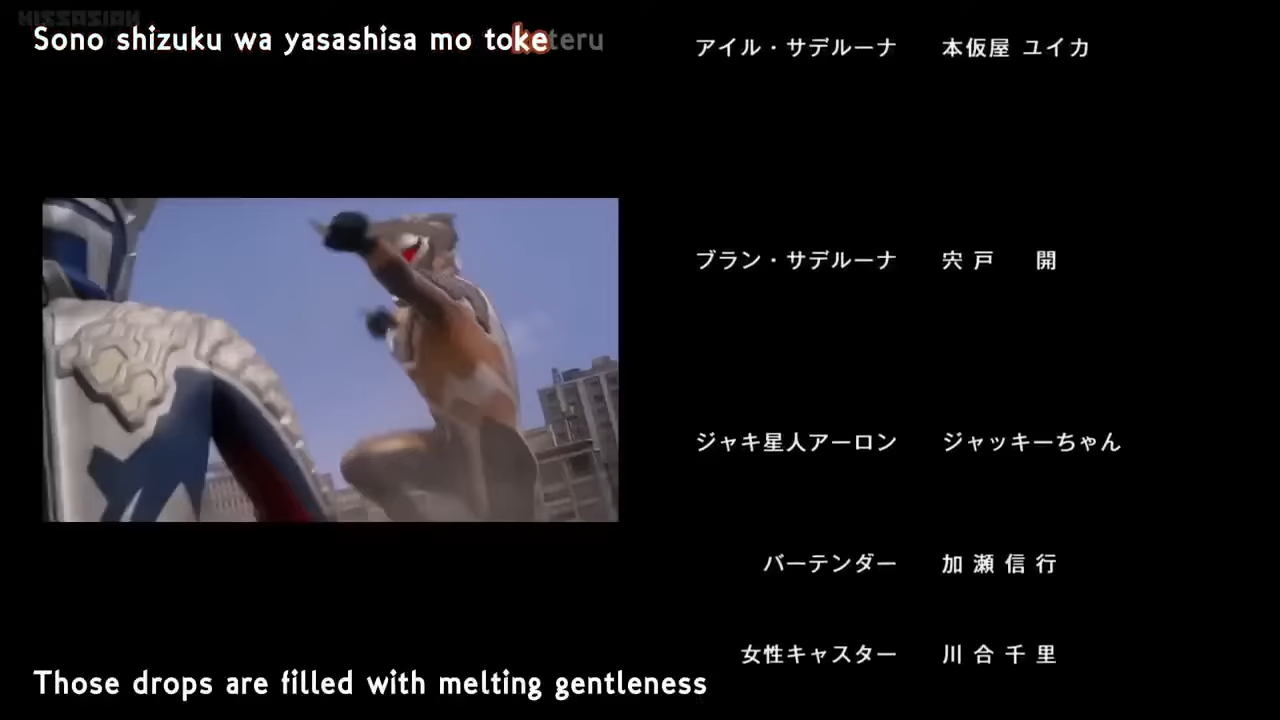 KISSASIAN
Sono shizuku wa yasashisa mo toketeru
アイル・サデルーナ 本仮屋 ユイカ
ブラン・サデルーナ 宍戸 開
ジャキ星人アーロン ジャッキーちゃん
バーテンダー 加瀬信行
女性キャスター 川合千里
Those drops are filled with melting gentleness